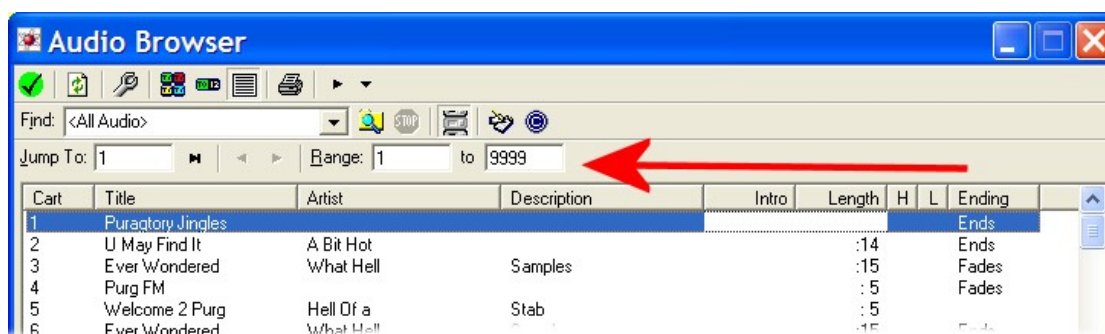 Audio Browser
TO12
Find: <All Audio> STOP
Jump To: 1 Range: 1 to 9999
Cart Title Artist Description Intro Length H L Ending
1 Puragtory Jingles Ends
2 U May Find It A Bit Hot :14 Ends
3 Ever Wondered What Hell Samples :15 Fades
4 Purg FM : 5 Fades
5 Welcome 2 Purg Hell Of a Stab : 5
6 Ever Wondered What Hell :15 Fades